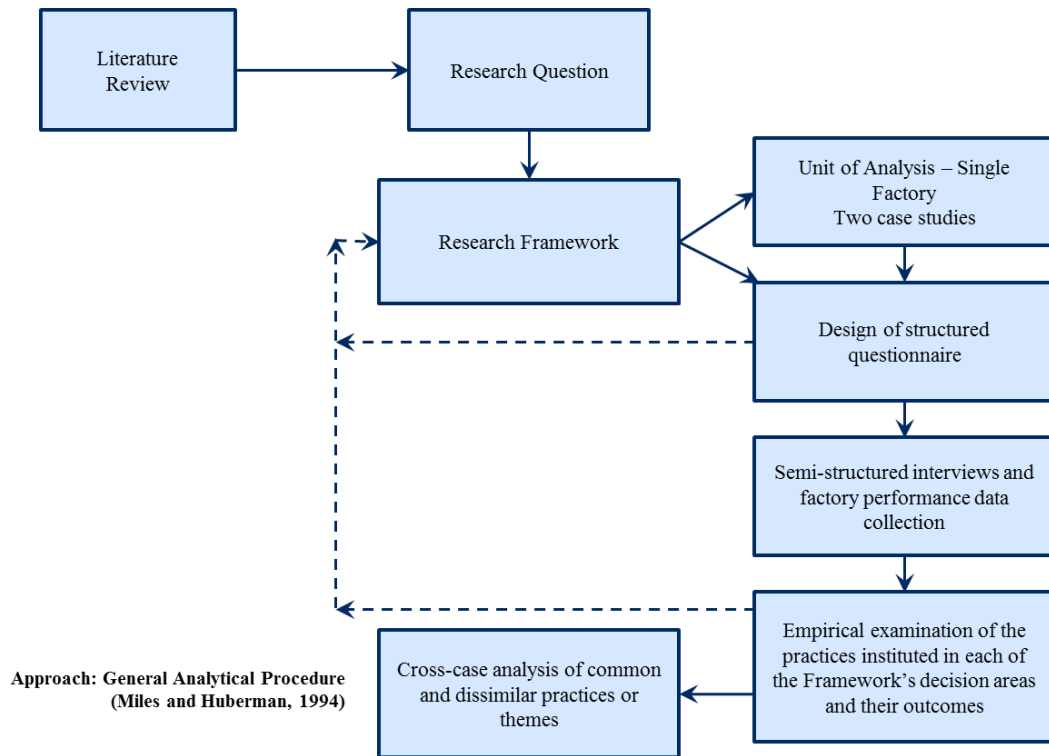 Literature
Review
Research Question
Research Framework
Unit of Analysis – Single
Factory
Two case studies
Design of structured
questionnaire
Semi-structured interviews and
factory performance data
collection
Empirical examination of the
practices instituted in each of
the Framework's decision areas
and their outcomes
Cross-case analysis of common
and dissimilar practices or
themes
Approach: General Analytical Procedure
(Miles and Huberman, 1994)